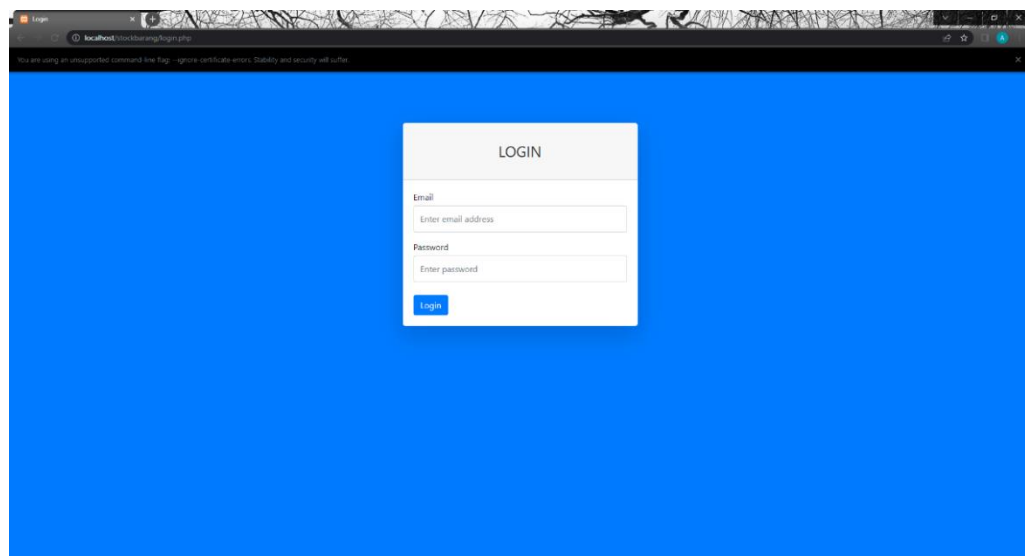 Login
localhost/stockbarang/login.php
You are using an unsupported command-line flag: --ignore-certificate-errors. Stability and security will suffer.
LOGIN
Email
Enter email address
Password
Enter password
Login